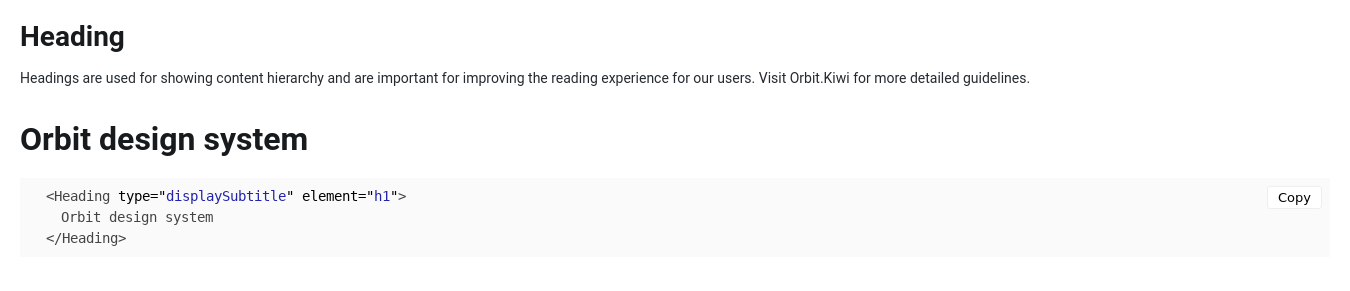 Heading
Headings are used for showing content hierarchy and are important for improving the reading experience for our users. Visit Orbit.Kiwi for more detailed guidelines.
Orbit design system
<Heading type="displaySubtitle" element="h1">
Copy
Orbit design system
</Heading>